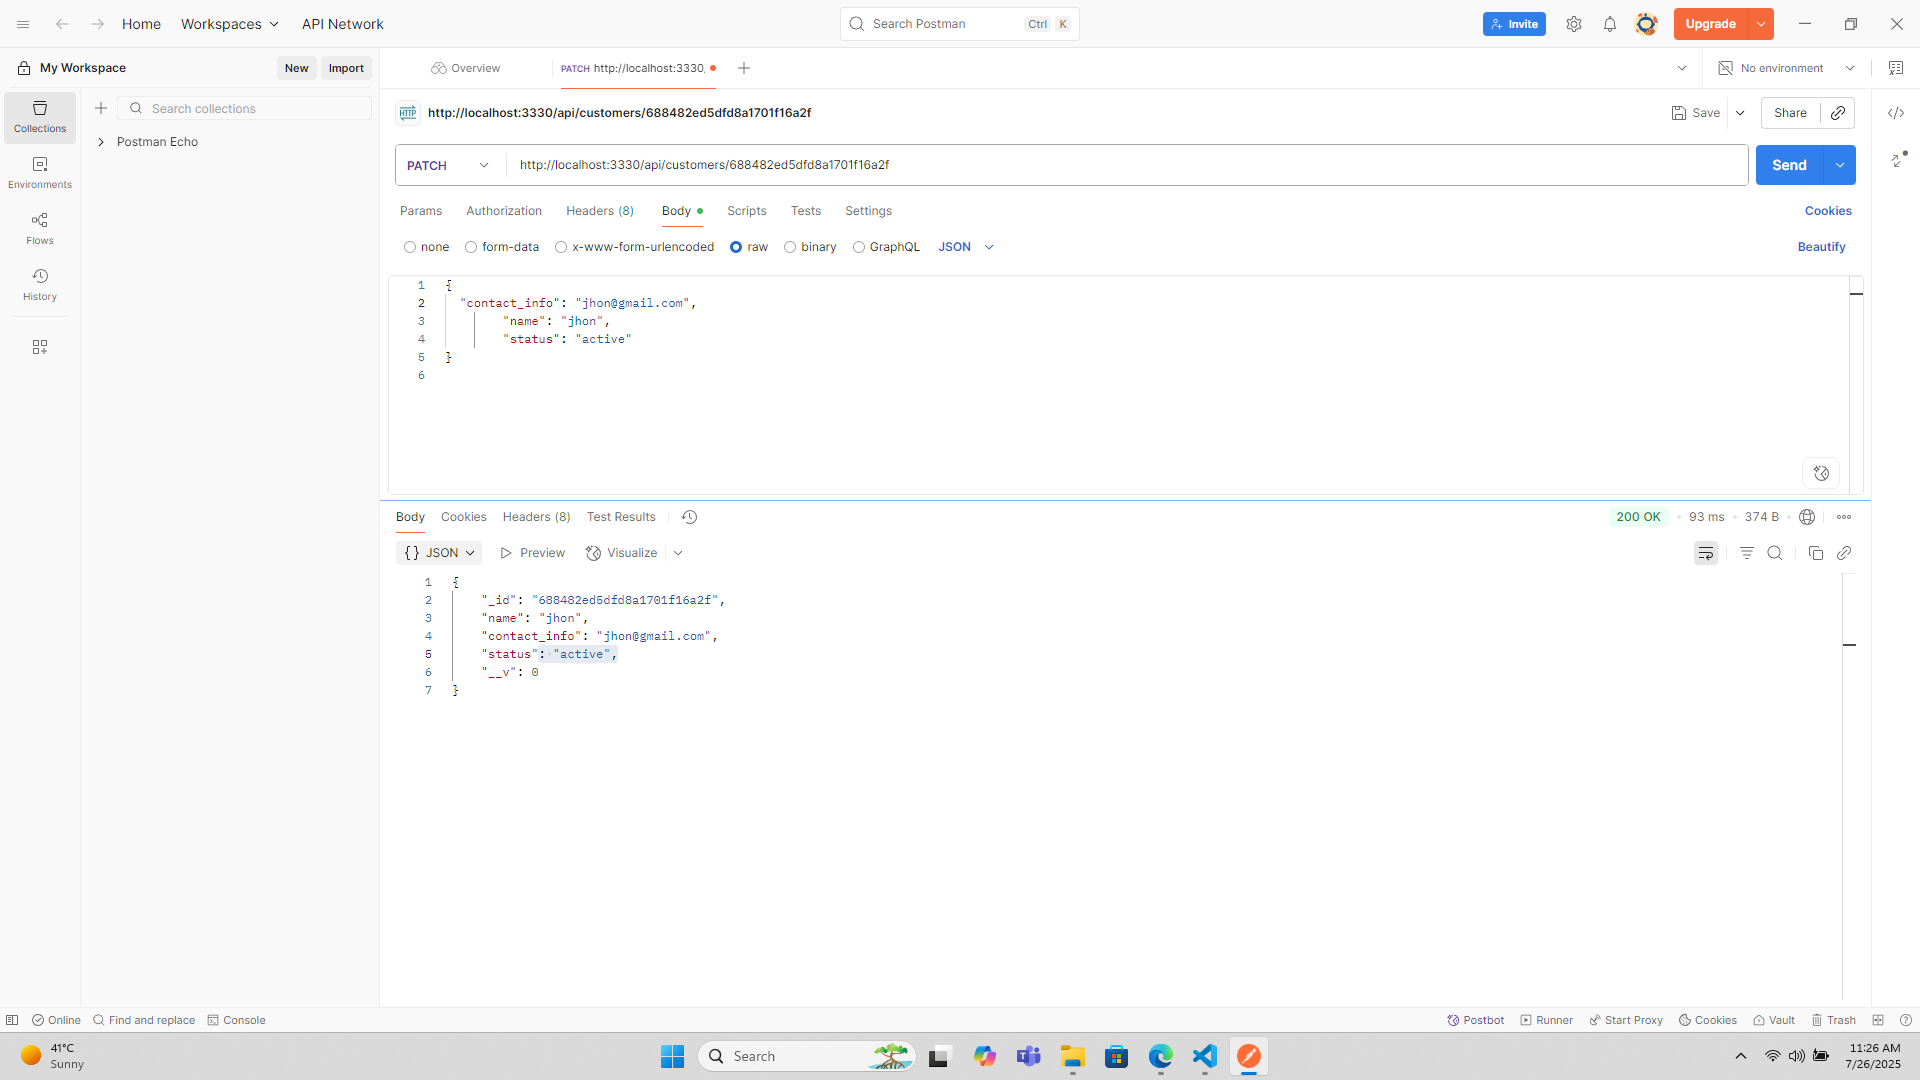 Home Workspaces API Network Search Postman Ctrl K Invite Upgrade
My Workspace New Import Overview PATCH http://localhost:3330, No environment
Search collections
Collections
Postman Echo
Environments
Flows
History
HTTP http://localhost:3330/api/customers/688482ed5dfd8a1701f16a2f Save Share
PATCH http://localhost:3330/api/customers/688482ed5dfd8a1701f16a2f Send
Params Authorization Headers (8) Body Scripts Tests Settings Cookies
none form-data x-www-form-urlencoded raw binary GraphQL JSON Beautify
1 {
2 "contact_info": "jhon@gmail.com",
3 "name": "jhon",
4 "status": "active"
5 }
6
Body Cookies Headers (8) Test Results 200 OK • 93 ms • 374 B
{} JSON Preview Visualize
1 {
2 "_id": "688482ed5dfd8a1701f16a2f",
3 "name": "jhon",
4 "contact_info": "jhon@gmail.com",
5 "status": "active",
6 "__v": 0
7 }
Online Find and replace Console Postbot Runner Start Proxy Cookies Vault Trash
41°C
Sunny
Search
11:26 AM
7/26/2025